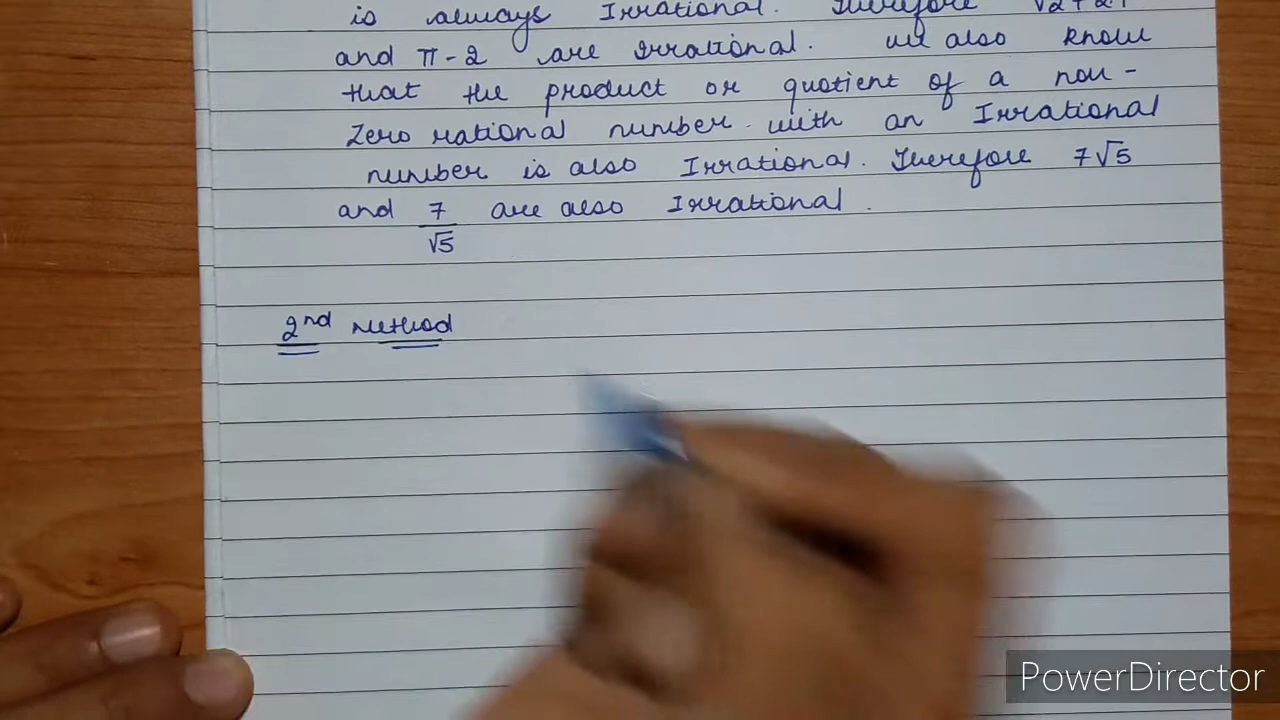 is always Irrational. Therefore √2+21
and π-2 are Irrational. we also know
that the product or quotient of a non-
zero rational number with an Irrational
number is also Irrational. Therefore 7√5
and 7/√5 are also Irrational.
2nd Method
PowerDirector